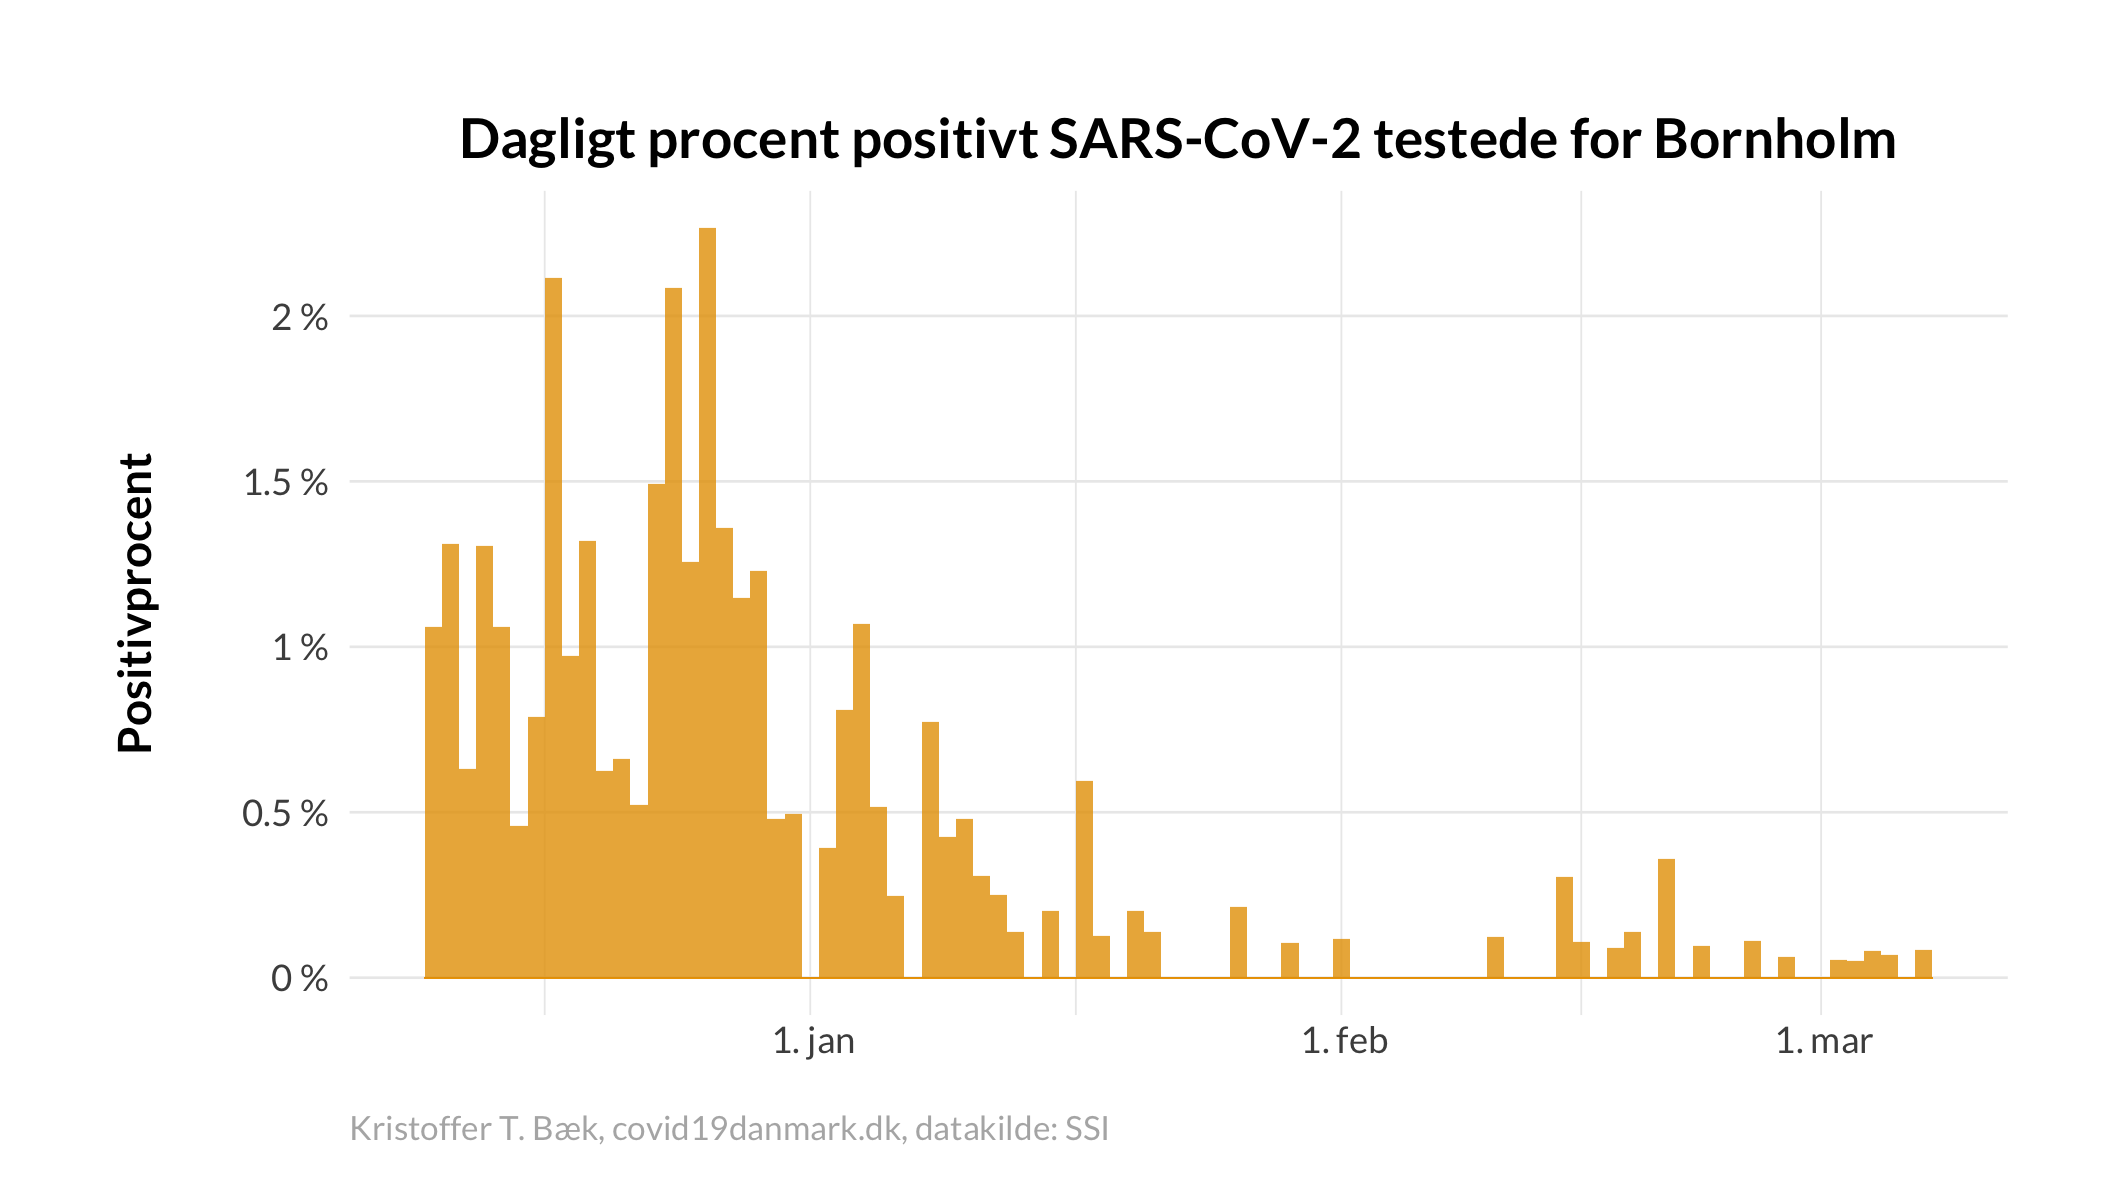 Dagligt procent positivt SARS-CoV-2 testede for Bornholm
Positivprocent
2 %
1.5 %
1 %
0.5 %
0 %
1. jan
1. feb
1. mar
Kristoffer T. Bæk, covid19danmark.dk, datakilde: SSI